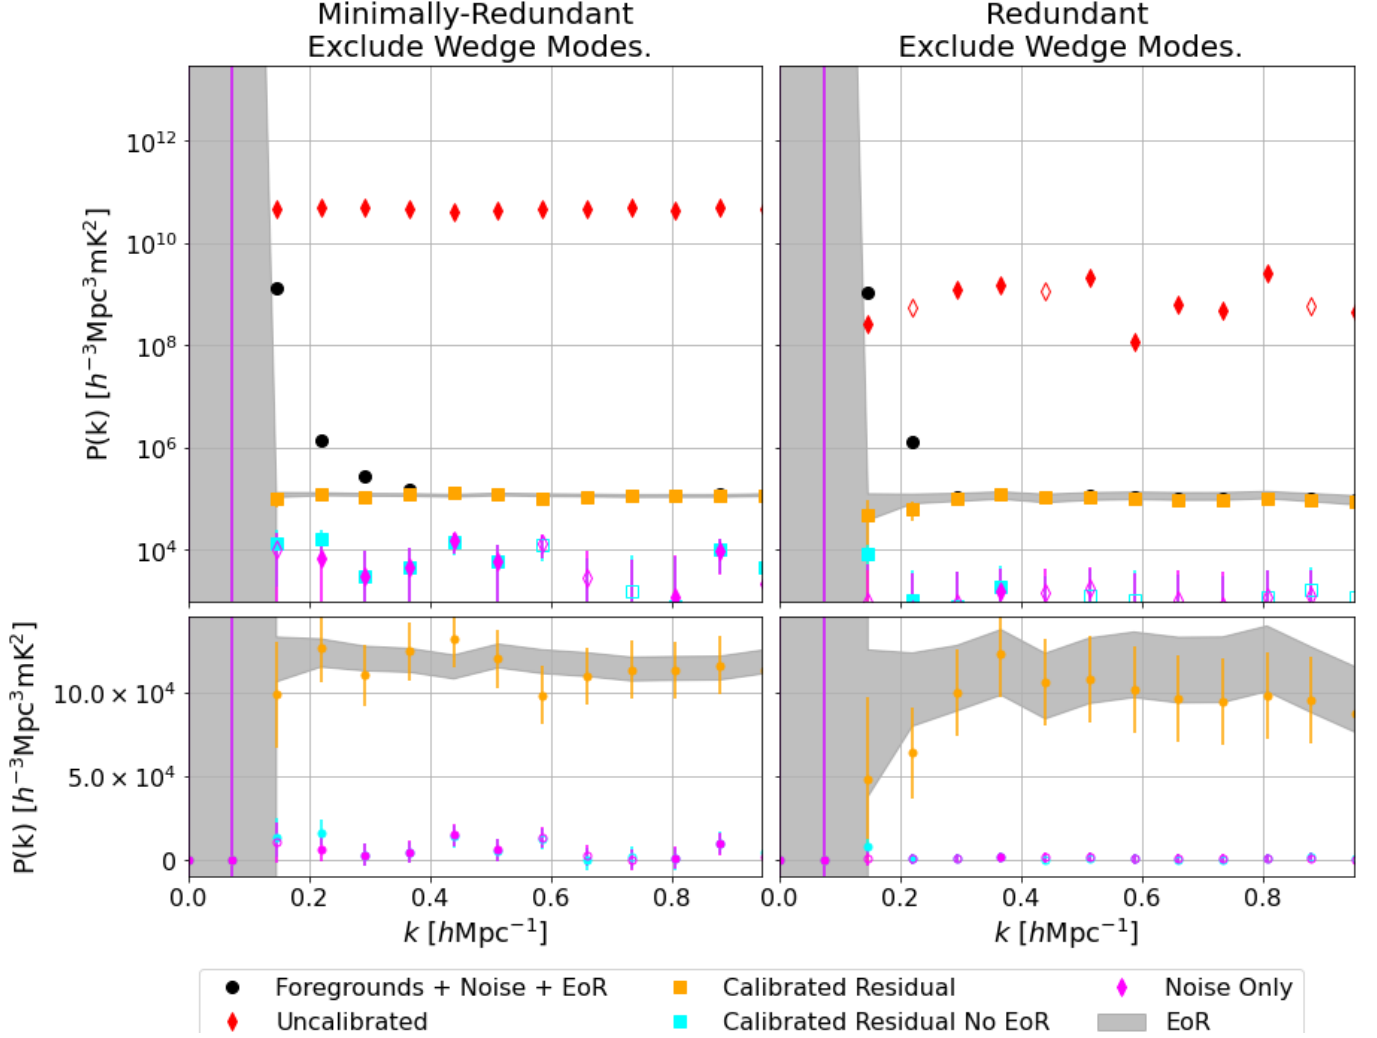 Minimally-Redundant
Exclude Wedge Modes.
Redundant
Exclude Wedge Modes.
P(k) [h⁻³Mpc³mK²]
10¹²
10¹⁰
10⁸
10⁶
10⁴
P(k) [h⁻³Mpc³mK²]
10.0 × 10⁴
5.0 × 10⁴
0
0.0 0.2 0.4 0.6 0.8 0.0 0.2 0.4 0.6 0.8
k [hMpc⁻¹] k [hMpc⁻¹]
Foregrounds + Noise + EoR Calibrated Residual Noise Only
Uncalibrated Calibrated Residual No EoR EoR